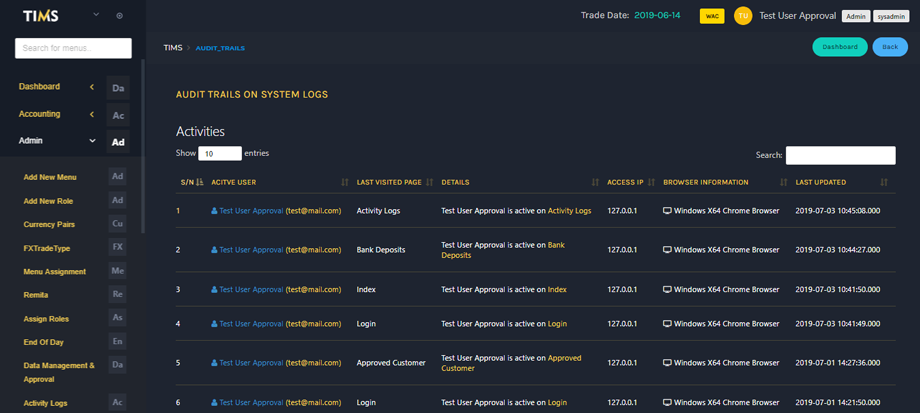 TIMS
Trade Date: 2019-06-14
WAC
TU
Test User Approval
Admin
sysadmin
Search for menus..
TIMS > AUDIT_TRAILS
Dashboard
Back
Dashboard
Da
Accounting
Ac
Admin
Ad
Add New Menu
Ad
Add New Role
Ad
Currency Pairs
Cu
FXTradeType
FX
Menu Assignment
Me
Remita
Re
Assign Roles
As
End Of Day
En
Data Management &
Approval
Da
Activity Logs
Ac
AUDIT TRAILS ON SYSTEM LOGS
Activities
Show 10 entries
Search:
S/N ACITVE USER LAST VISITED PAGE DETAILS ACCESS IP BROWSER INFORMATION LAST UPDATED
1 Test User Approval (test@mail.com) Activity Logs Test User Approval is active on Activity Logs 127.0.0.1 Windows X64 Chrome Browser 2019-07-03 10:45:08.000
2 Test User Approval (test@mail.com) Bank Deposits Test User Approval is active on Bank 127.0.0.1 Windows X64 Chrome Browser 2019-07-03 10:44:27.000
Deposits
3 Test User Approval (test@mail.com) Index Test User Approval is active on Index 127.0.0.1 Windows X64 Chrome Browser 2019-07-03 10:41:50.000
4 Test User Approval (test@mail.com) Login Test User Approval is active on Login 127.0.0.1 Windows X64 Chrome Browser 2019-07-03 10:41:49.000
5 Test User Approval (test@mail.com) Approved Customer Test User Approval is active on Approved 127.0.0.1 Windows X64 Chrome Browser 2019-07-01 14:27:36.000
Customer
6 Test User Approval (test@mail.com) Login Test User Approval is active on Login 127.0.0.1 Windows X64 Chrome Browser 2019-07-01 14:21:50.000